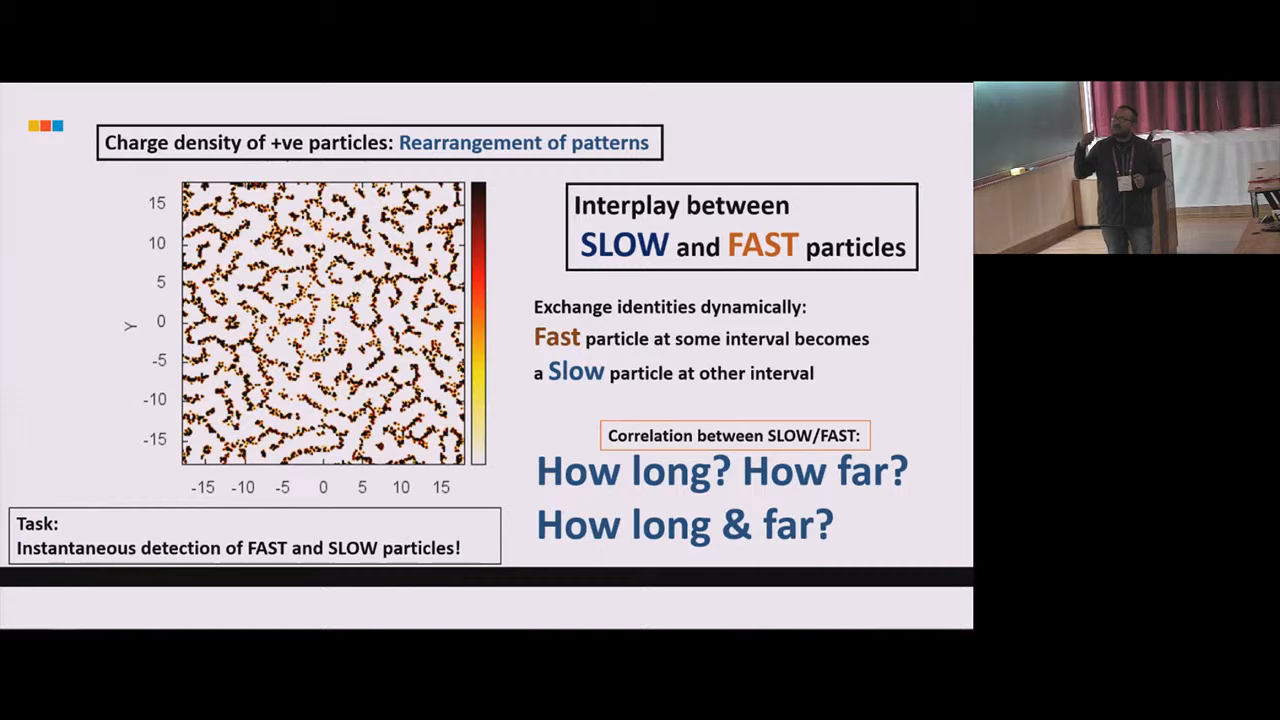 Charge density of +ve particles: Rearrangement of patterns
15
10
5
0
-5
-10
-15
Y
-15 -10 -5 0 5 10 15
Task:
Instantaneous detection of FAST and SLOW particles!
Interplay between
SLOW and FAST particles
Exchange identities dynamically:
Fast particle at some interval becomes
a Slow particle at other interval
Correlation between SLOW/FAST:
How long? How far?
How long & far?